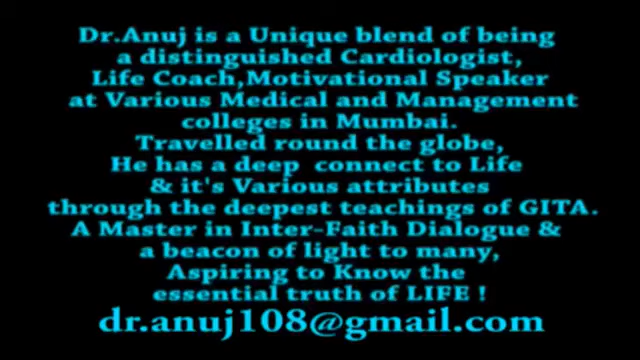 Dr.Anuj is a Unique blend of being
a distinguished Cardiologist,
Life Coach,Motivational Speaker
at Various Medical and Management
colleges in Mumbai.
Travelled round the globe,
He has a deep connect to Life
& it's Various attributes
through the deepest teachings of GITA.
A Master in Inter-Faith Dialogue &
a beacon of light to many,
Aspiring to Know the
essential truth of LIFE !
dr.anuj108@gmail.com